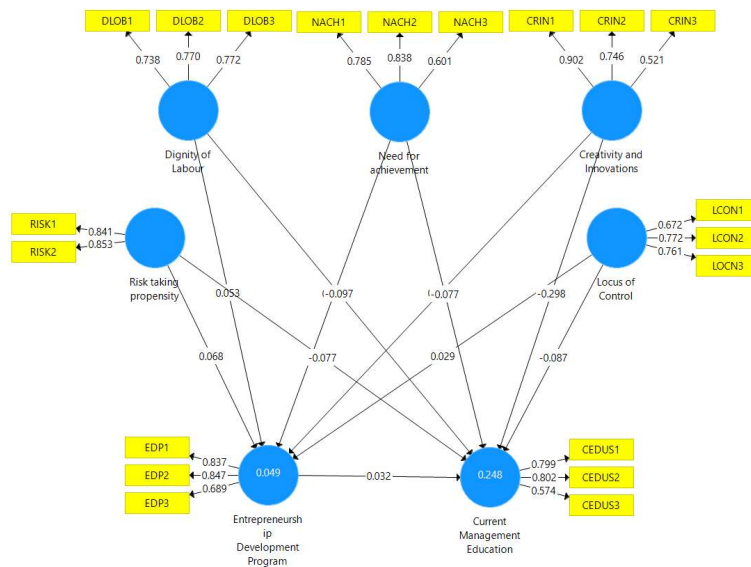 DLOB1
DLOB2
DLOB3
NACH1
NACH2
NACH3
CRIN1
CRIN2
CRIN3
0.738
0.770
0.772
0.785
0.838
0.601
0.902
0.746
0.521
Dignity of
Labour
Need for
achievement
Creativity and
Innovations
RISK1
RISK2
0.841
0.853
Risk taking
propensity
LCON1
LCON2
LOCN3
0.672
0.772
0.761
Locus of
Control
0.053
-0.097
-0.077
-0.298
0.068
-0.077
0.029
-0.087
EDP1
EDP2
EDP3
0.837
0.847
0.689
0.049
0.032
0.248
0.799
0.802
0.574
CEDUS1
CEDUS2
CEDUS3
Entrepreneursh
ip
Development
Program
Current
Management
Education